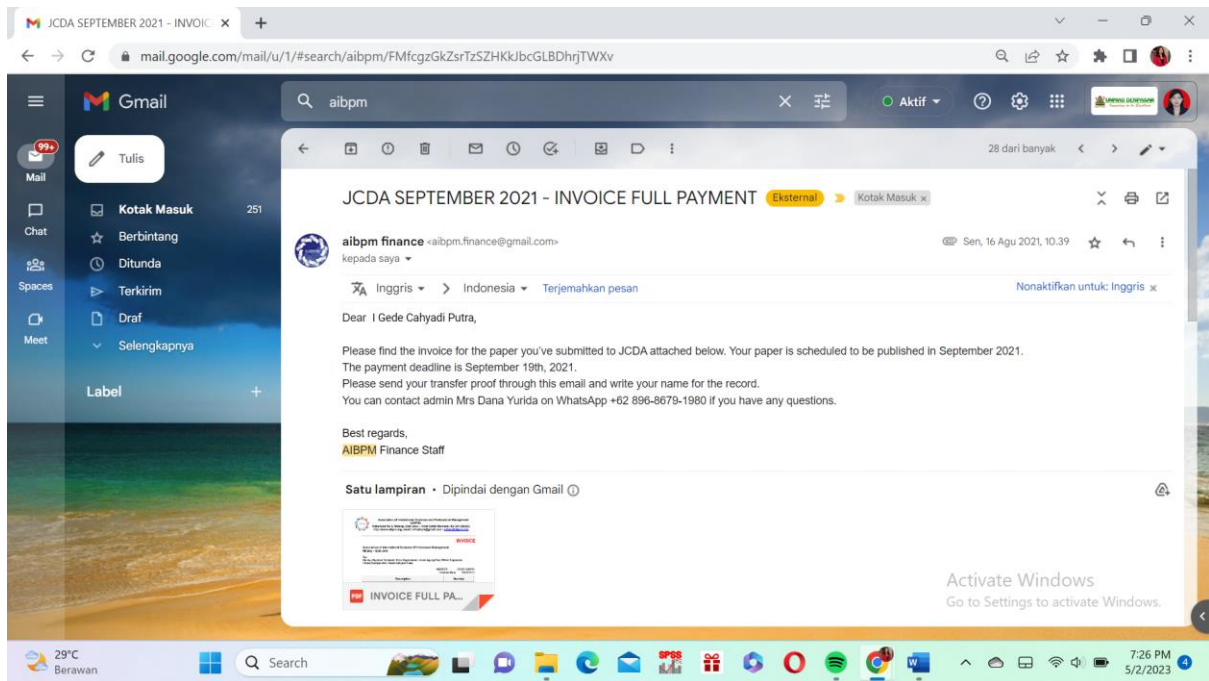 JCDA SEPTEMBER 2021 - INVOIC
mail.google.com/mail/u/1/#search/aibpm/FMfcgzGkZsrTzSZHKkJbcGLBDhrjTWXv
Gmail
aibpm
Aktif
UNMAS DENPASAR
99+
Mail
Chat
Spaces
Meet
Tulis
Kotak Masuk 251
Berbintang
Ditunda
Terkirim
Draf
Selengkapnya
Label
28 dari banyak
JCDA SEPTEMBER 2021 - INVOICE FULL PAYMENT Eksternal Kotak Masuk x
aibpm finance <aibpm.finance@gmail.com>
Sen, 16 Agu 2021, 10.39
kepada saya
Inggris > Indonesia Terjemahkan pesan
Nonaktifkan untuk: Inggris x
Dear I Gede Cahyadi Putra,
Please find the invoice for the paper you've submitted to JCDA attached below. Your paper is scheduled to be published in September 2021.
The payment deadline is September 19th, 2021.
Please send your transfer proof through this email and write your name for the record.
You can contact admin Mrs Dana Yurida on WhatsApp +62 896-8679-1980 if you have any questions.
Best regards,
AIBPM Finance Staff
Satu lampiran • Dipindai dengan Gmail
INVOICE
PDF INVOICE FULL PA...
Activate Windows
Go to Settings to activate Windows.
29°C
Berawan
Search
SPSS
7:26 PM
5/2/2023
4